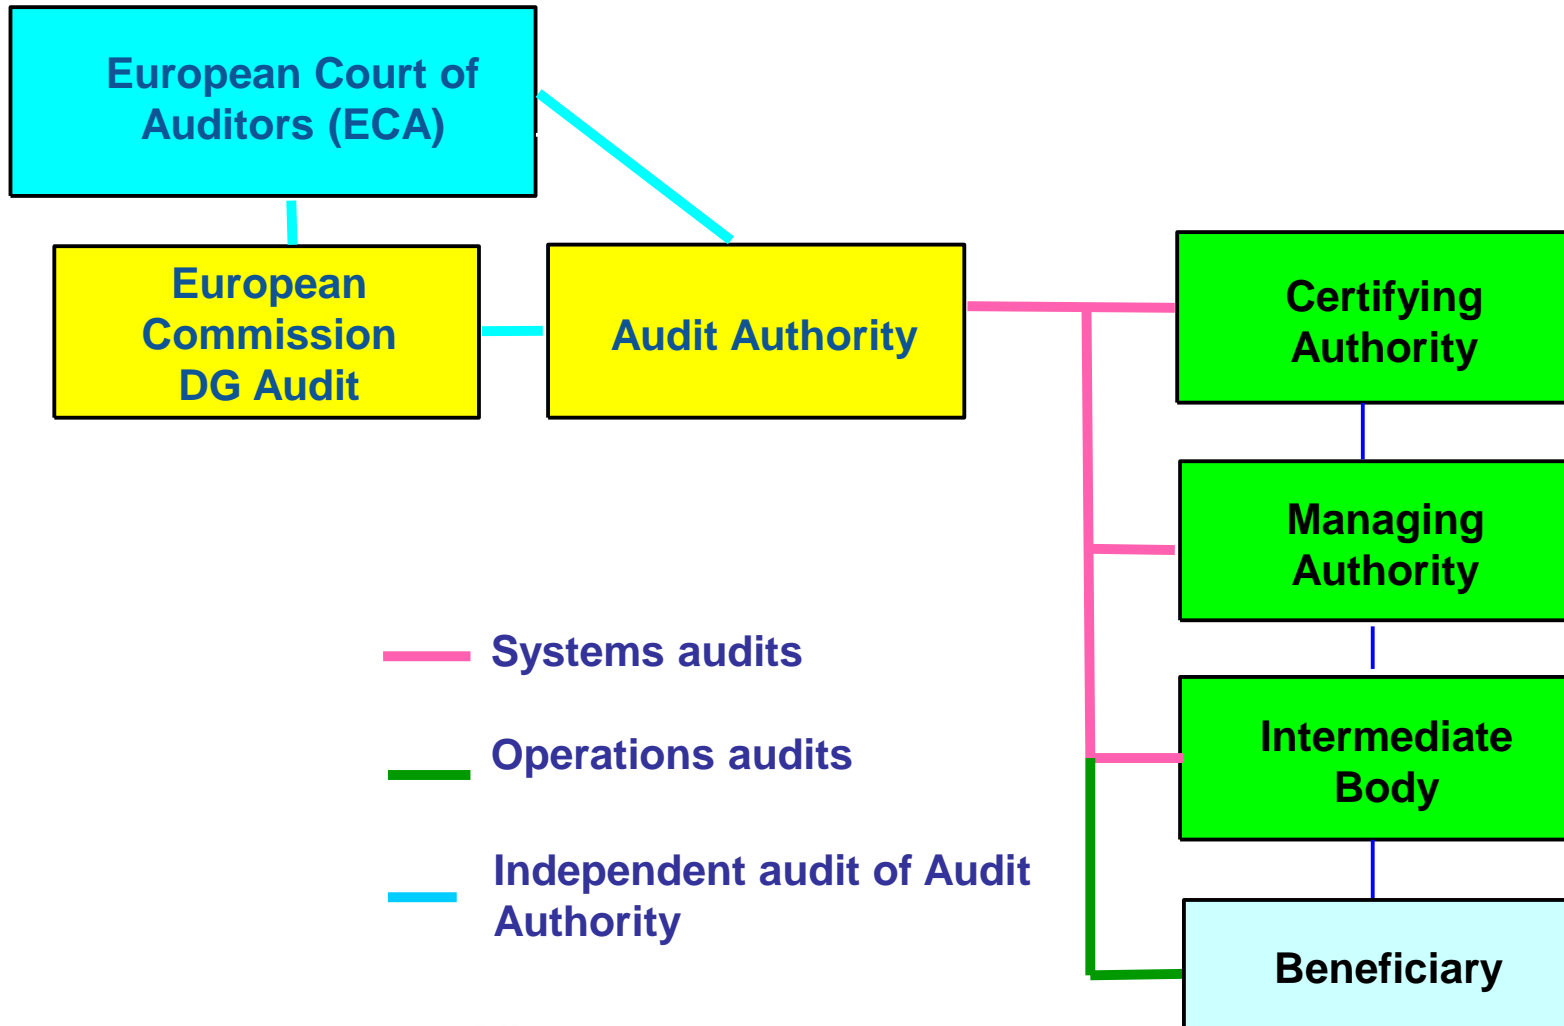 European Court of
Auditors (ECA)
European
Commission
DG Audit
Audit Authority
Certifying
Authority
Managing
Authority
Intermediate
Body
Beneficiary
Systems audits
Operations audits
Independent audit of Audit
Authority